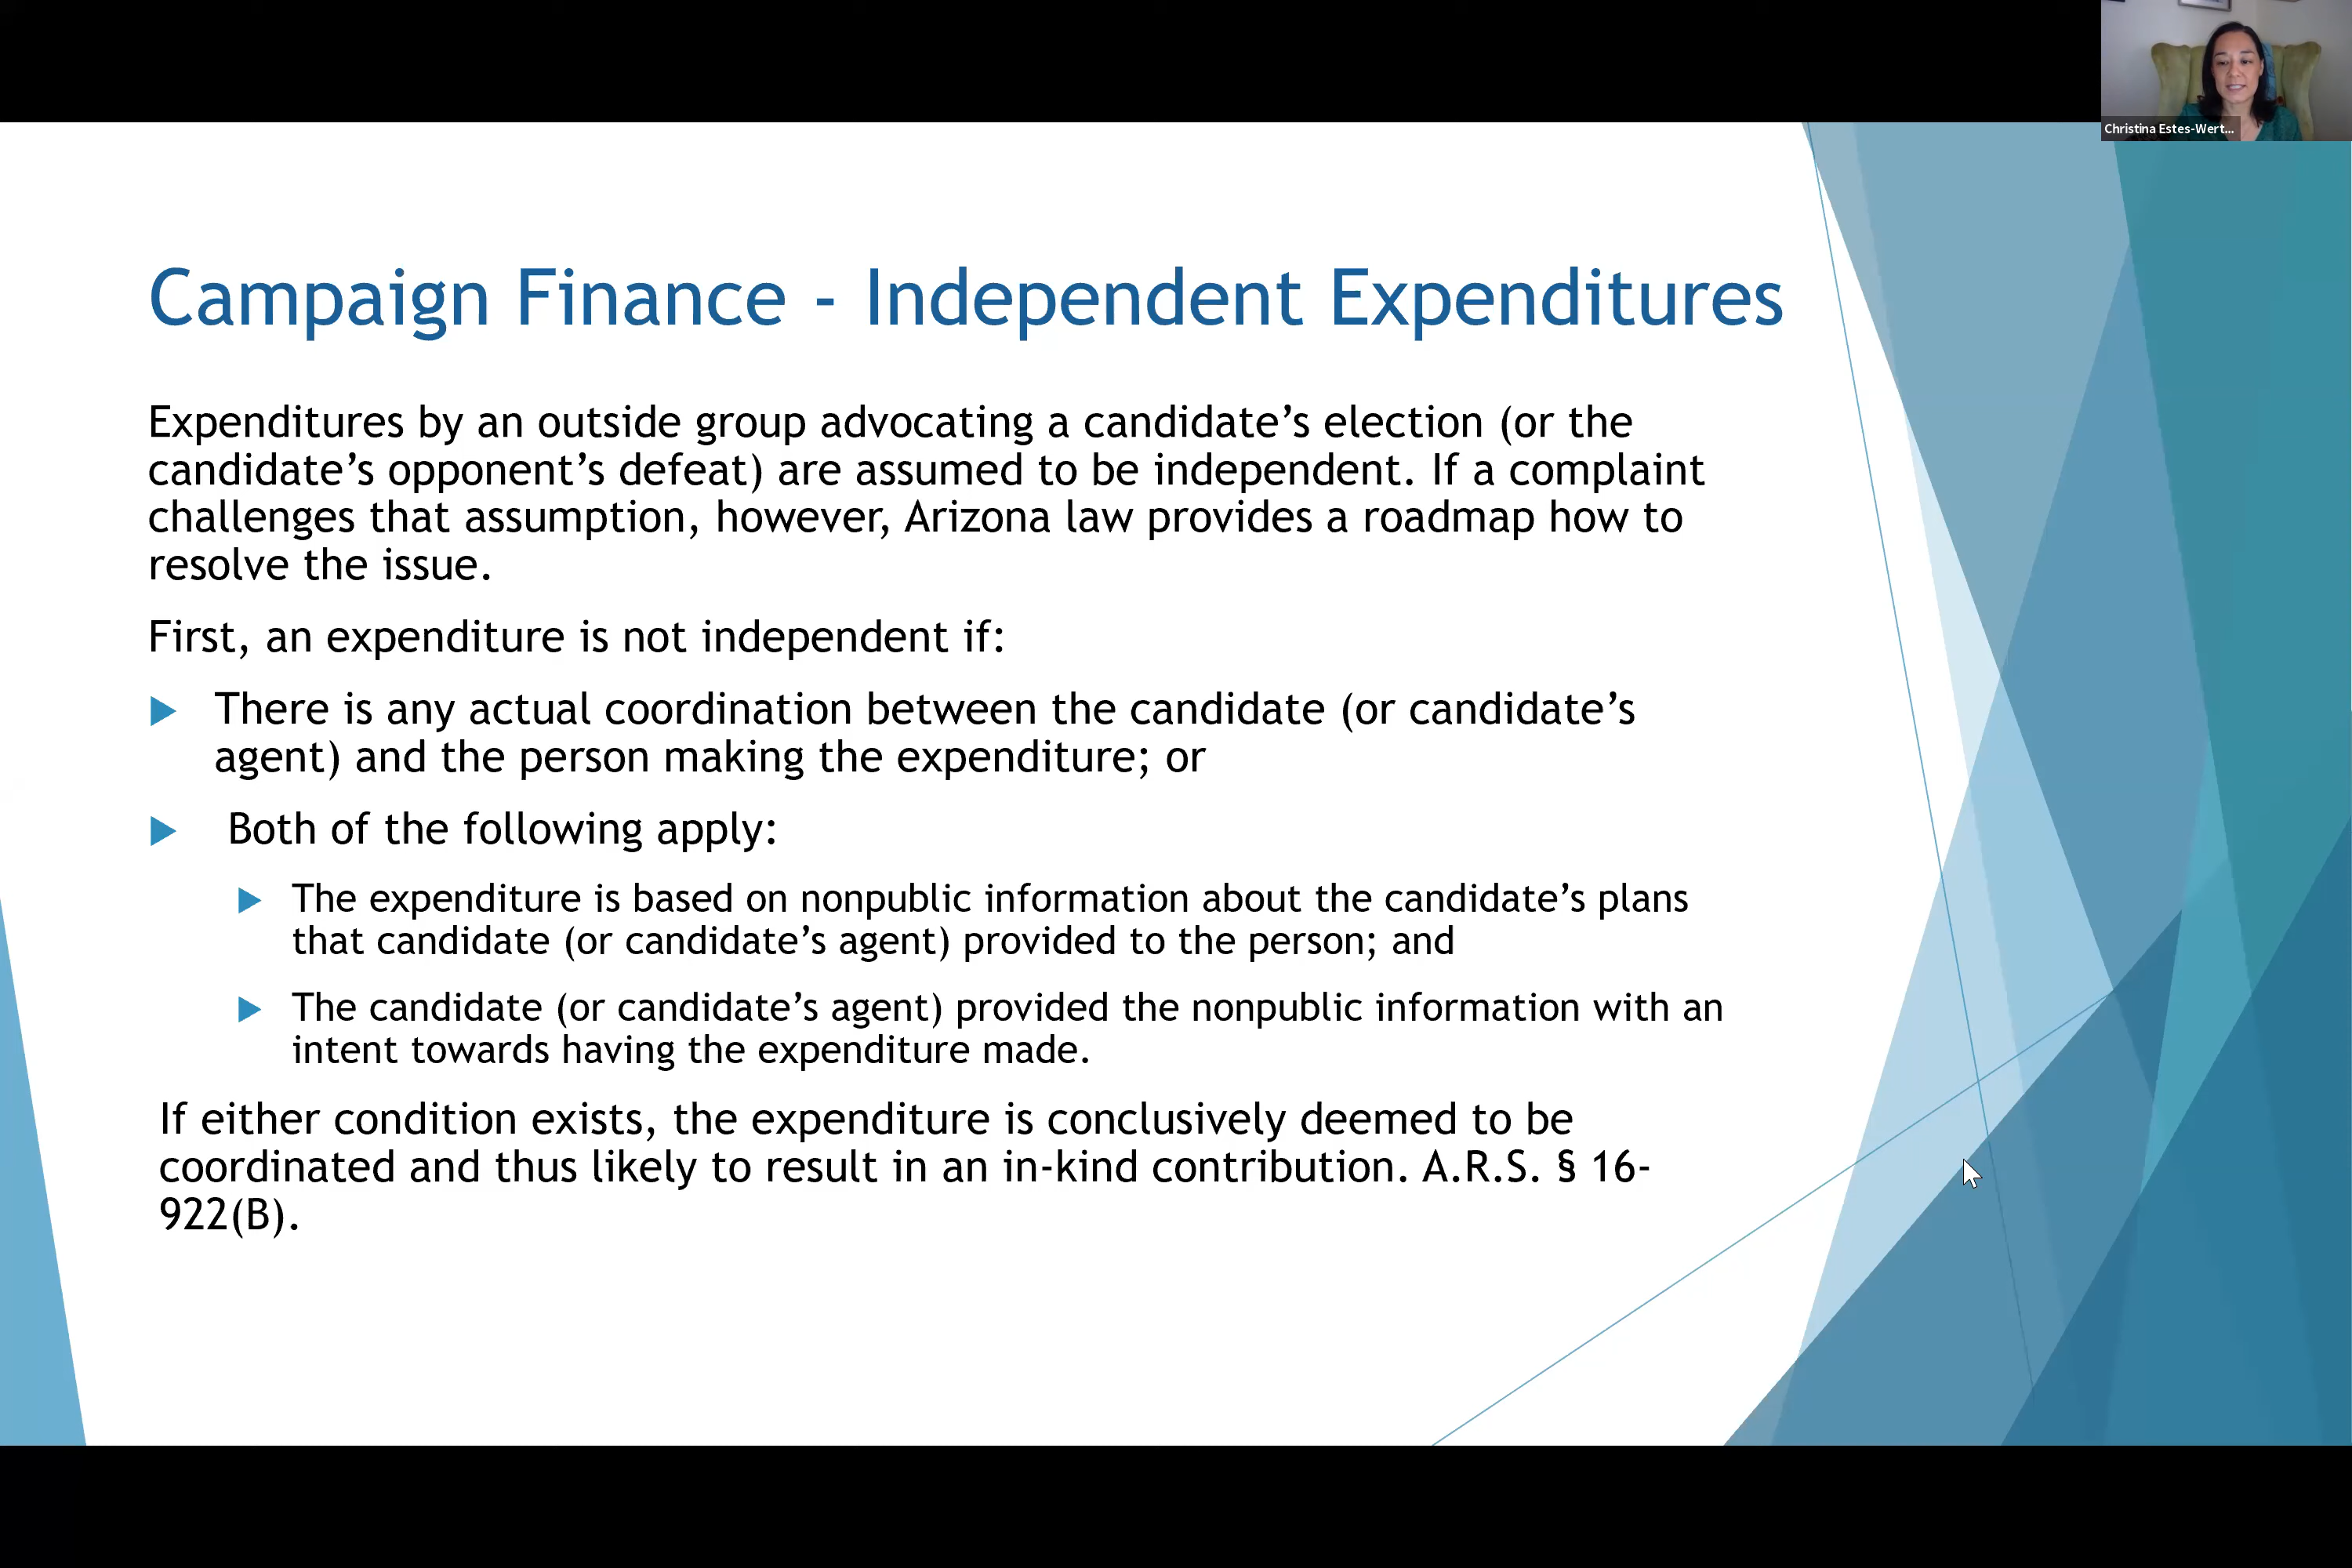 Christina Estes-Wert...
Campaign Finance - Independent Expenditures
Expenditures by an outside group advocating a candidate’s election (or the
candidate’s opponent’s defeat) are assumed to be independent. If a complaint
challenges that assumption, however, Arizona law provides a roadmap how to
resolve the issue.
First, an expenditure is not independent if:
There is any actual coordination between the candidate (or candidate’s
agent) and the person making the expenditure; or
Both of the following apply:
The expenditure is based on nonpublic information about the candidate’s plans
that candidate (or candidate’s agent) provided to the person; and
The candidate (or candidate’s agent) provided the nonpublic information with an
intent towards having the expenditure made.
If either condition exists, the expenditure is conclusively deemed to be
coordinated and thus likely to result in an in-kind contribution. A.R.S. § 16-
922(B).